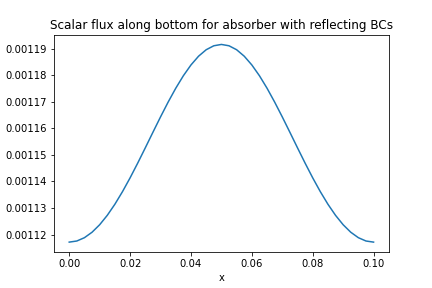 Scalar flux along bottom for absorber with reflecting BCs
0.00119
0.00118
0.00117
0.00116
0.00115
0.00114
0.00113
0.00112
0.00 0.02 0.04 0.06 0.08 0.10
x